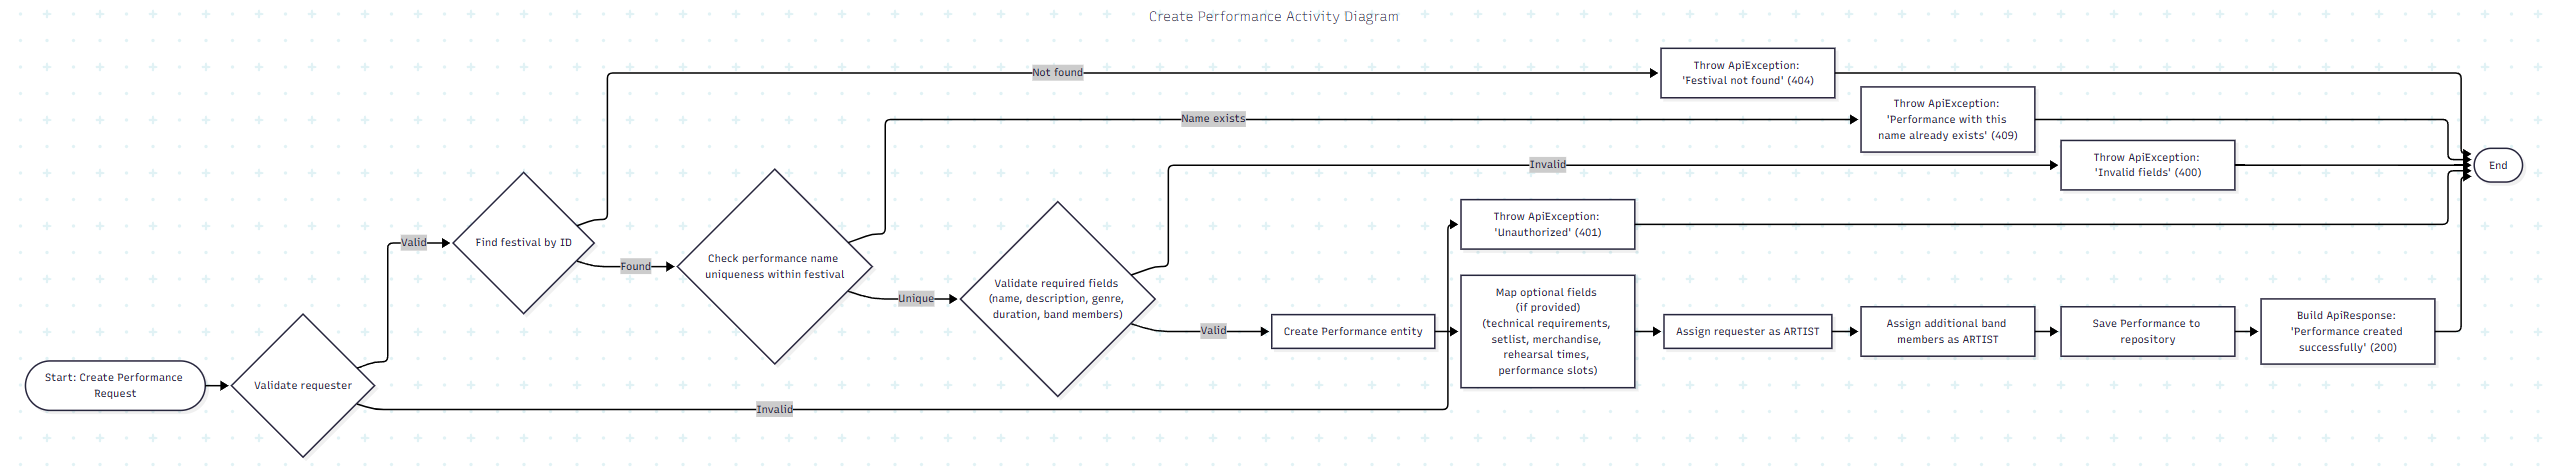 Create Performance Activity Diagram
Start: Create Performance
Request
Validate requester
Valid
Invalid
Find festival by ID
Not found
Found
Check performance name
uniqueness within festival
Name exists
Unique
Validate required fields
(name, description, genre,
duration, band members)
Invalid
Valid
Create Performance entity
Throw ApiException:
'Festival not found' (404)
Throw ApiException:
'Performance with this
name already exists' (409)
Throw ApiException:
'Invalid fields' (400)
Throw ApiException:
'Unauthorized' (401)
Map optional fields
(if provided)
(technical requirements,
setlist, merchandise,
rehearsal times,
performance slots)
Assign requester as ARTIST
Assign additional band
members as ARTIST
Save Performance to
repository
Build ApiResponse:
'Performance created
successfully' (200)
End